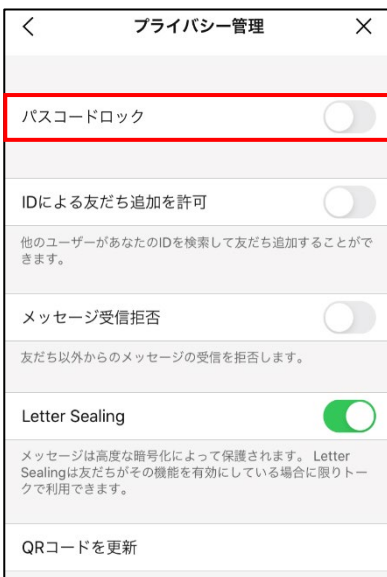 プライバシー管理
パスコードロック
IDによる友だち追加を許可
他のユーザーがあなたのIDを検索して友だち追加することがで
きます。
メッセージ受信拒否
友だち以外からのメッセージの受信を拒否します。
Letter Sealing
メッセージは高度な暗号化によって保護されます。 Letter
Sealingは友だちがその機能を有効にしている場合に限りトー
クで利用できます。
QRコードを更新